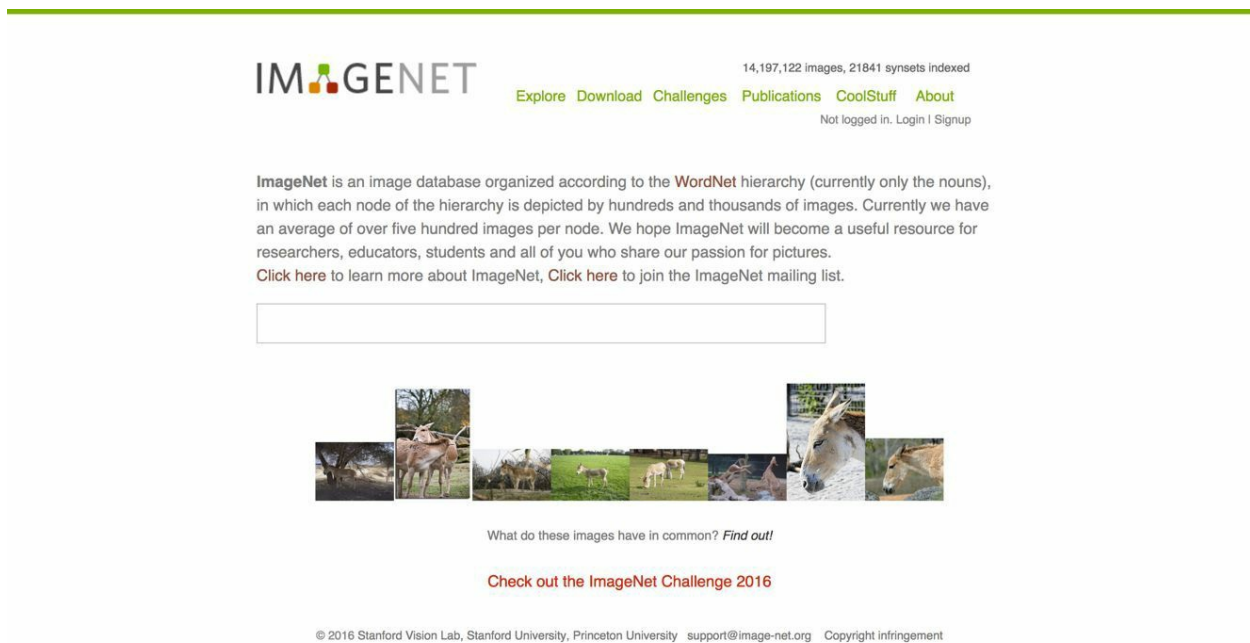 IMAGENET
14,197,122 images, 21841 synsets indexed
Explore Download Challenges Publications CoolStuff About
Not logged in. Login | Signup
ImageNet is an image database organized according to the WordNet hierarchy (currently only the nouns),
in which each node of the hierarchy is depicted by hundreds and thousands of images. Currently we have
an average of over five hundred images per node. We hope ImageNet will become a useful resource for
researchers, educators, students and all of you who share our passion for pictures.
Click here to learn more about ImageNet, Click here to join the ImageNet mailing list.
What do these images have in common? Find out!
Check out the ImageNet Challenge 2016
© 2016 Stanford Vision Lab, Stanford University, Princeton University support@image-net.org Copyright infringement